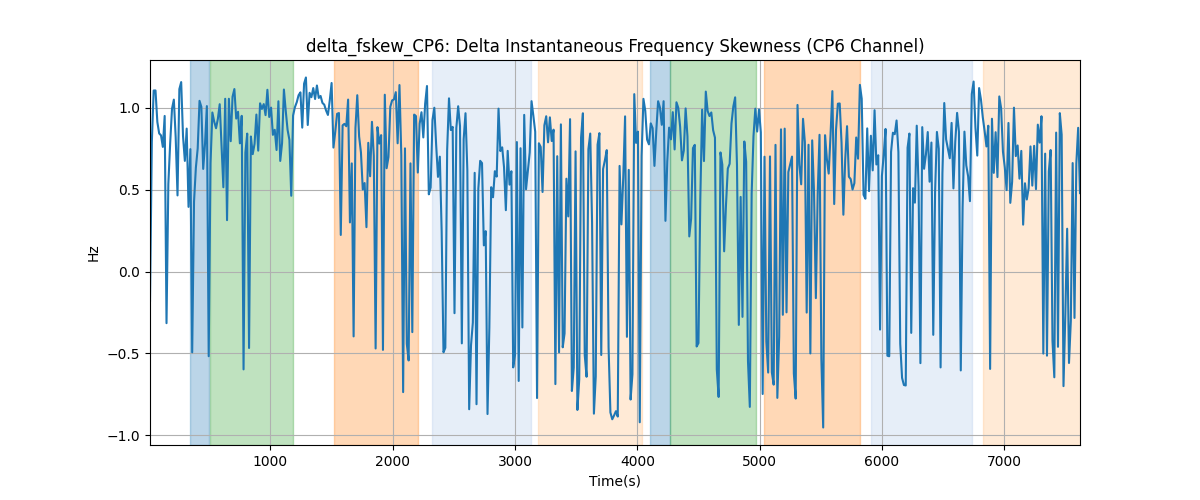 delta_fskew_CP6: Delta Instantaneous Frequency Skewness (CP6 Channel)
Hz
1.0
0.5
0.0
−0.5
−1.0
1000 2000 3000 4000 5000 6000 7000
Time(s)